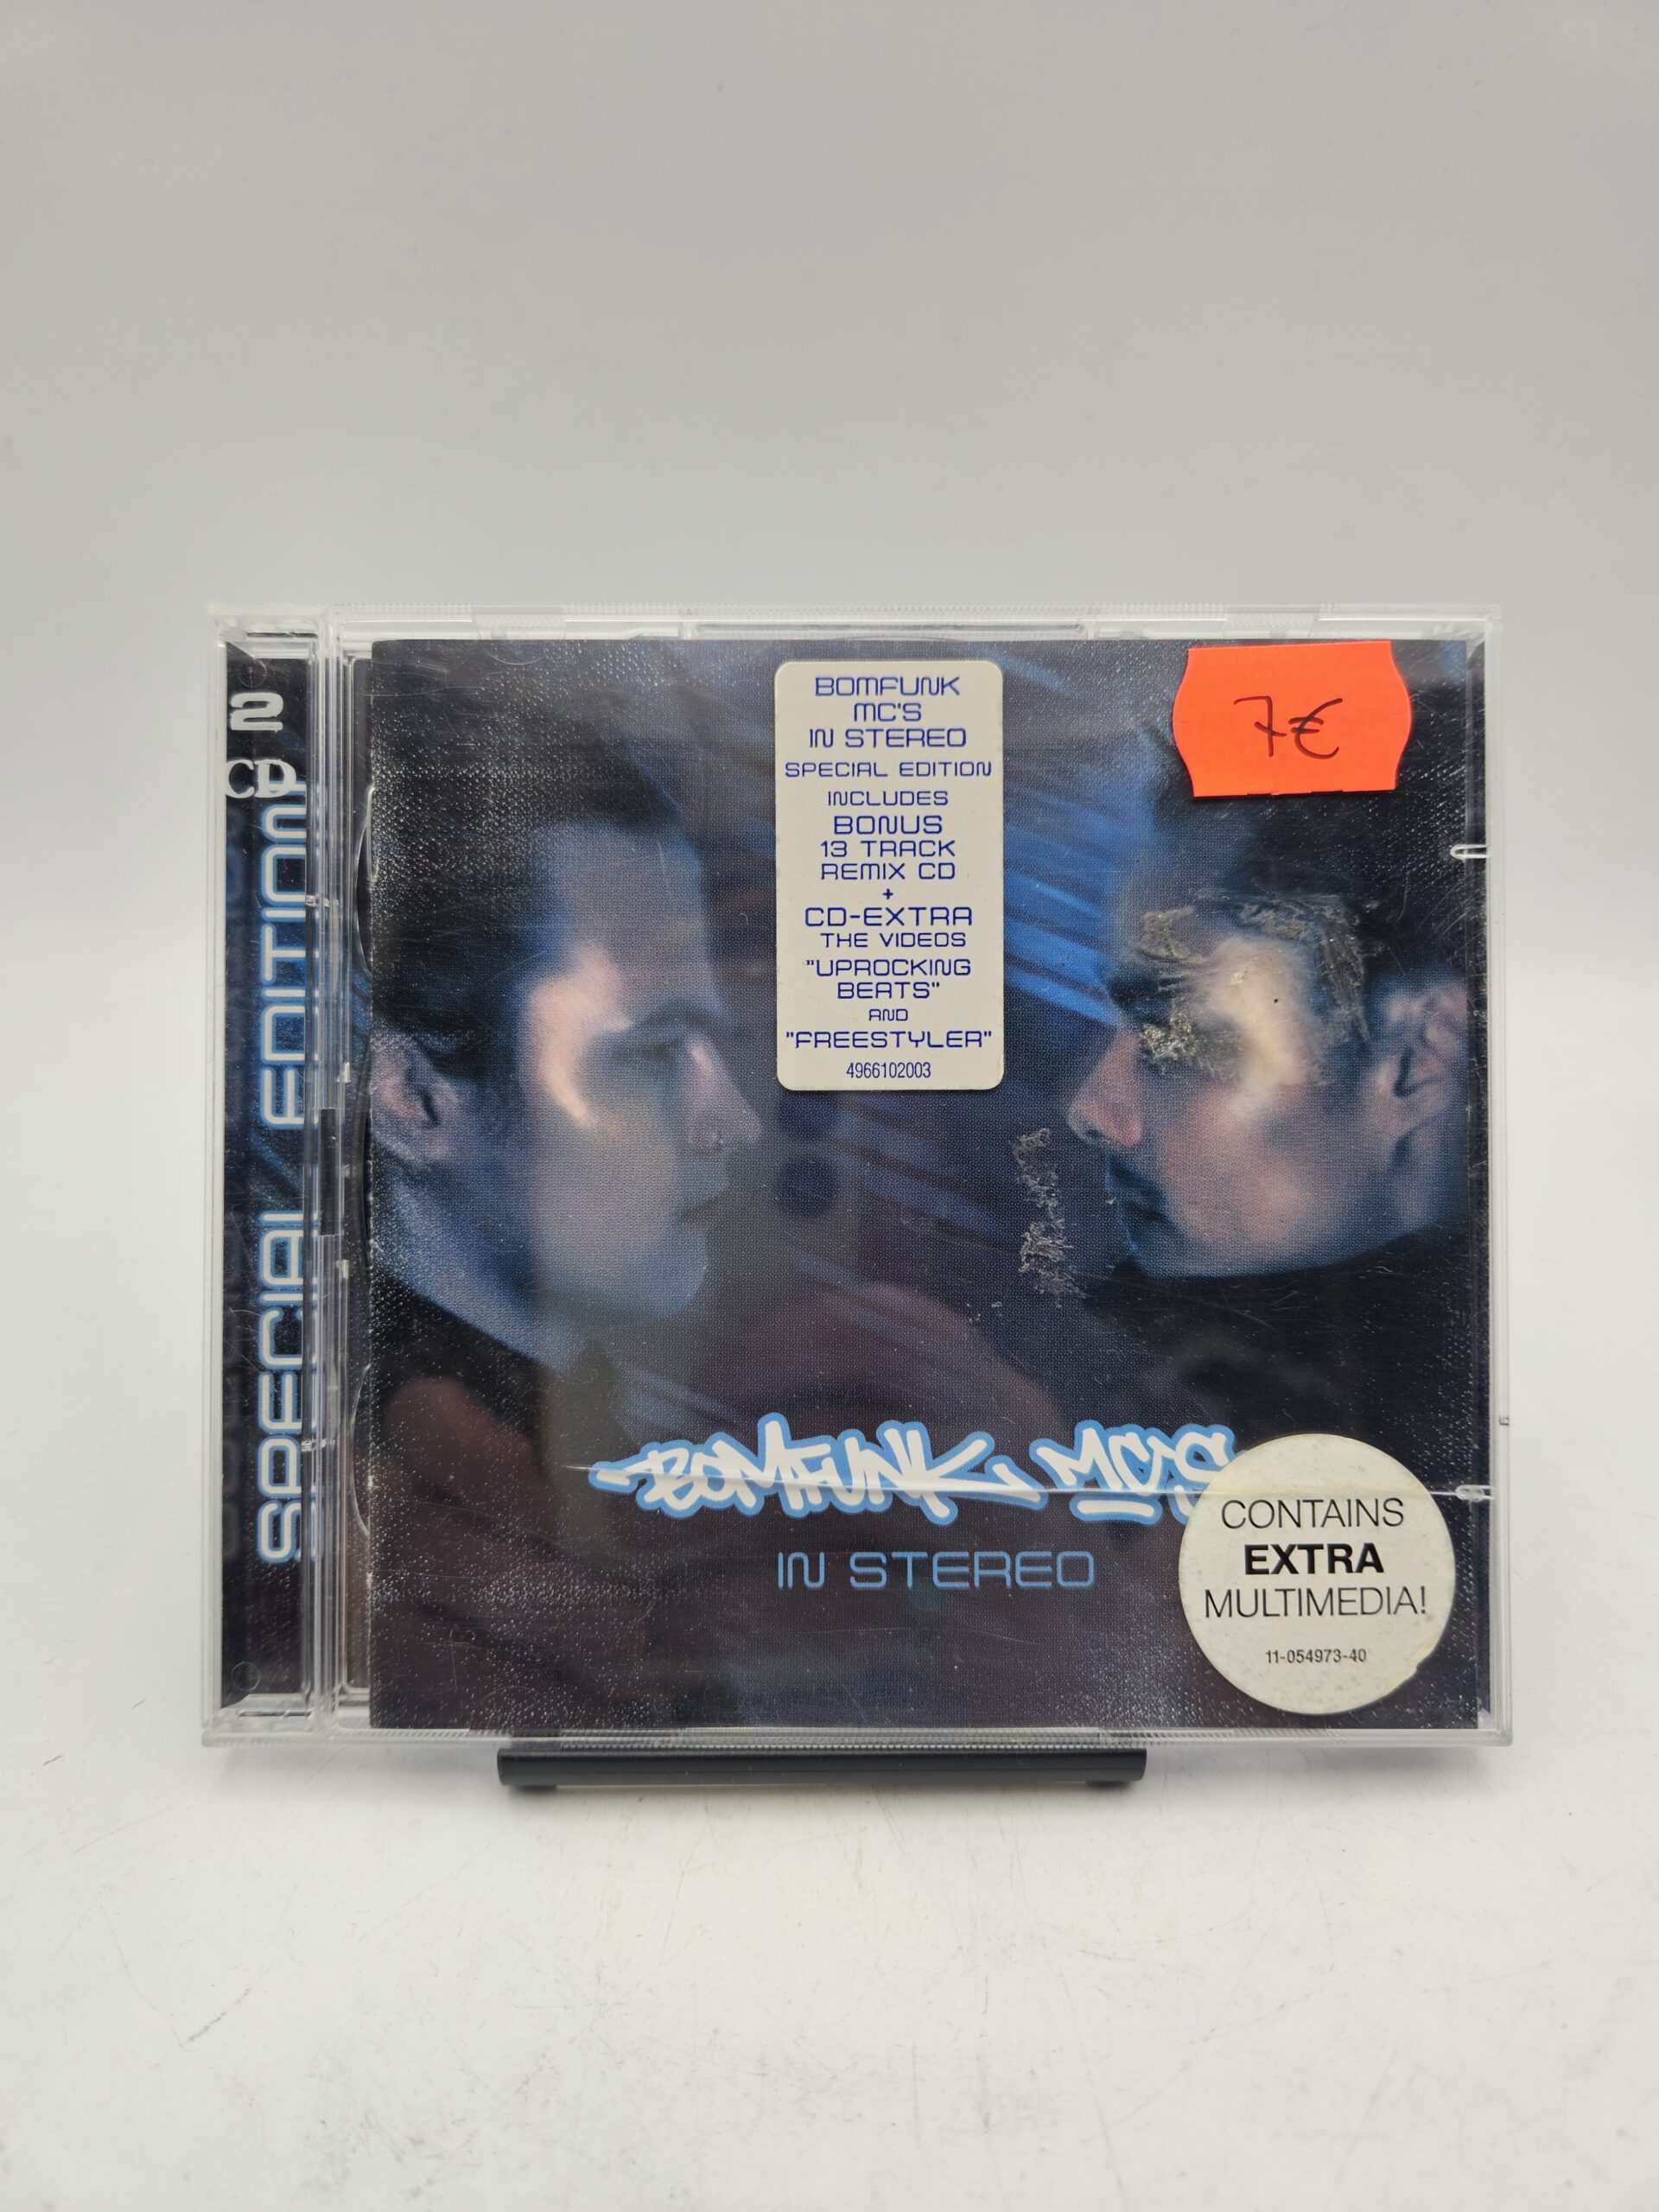 2
CD
SPECIAL EDITION
BOMFUNK
MC'S
IN STEREO
SPECIAL EDITION
INCLUDES
BONUS
13 TRACK
REMIX CD
+
CD-EXTRA
THE VIDEOS
"UPROCKING
BEATS"
AND
"FREESTYLER"
4966102003
7€
BOMFUNK MC'S
IN STEREO
CONTAINS
EXTRA
MULTIMEDIA!
11-054973-40